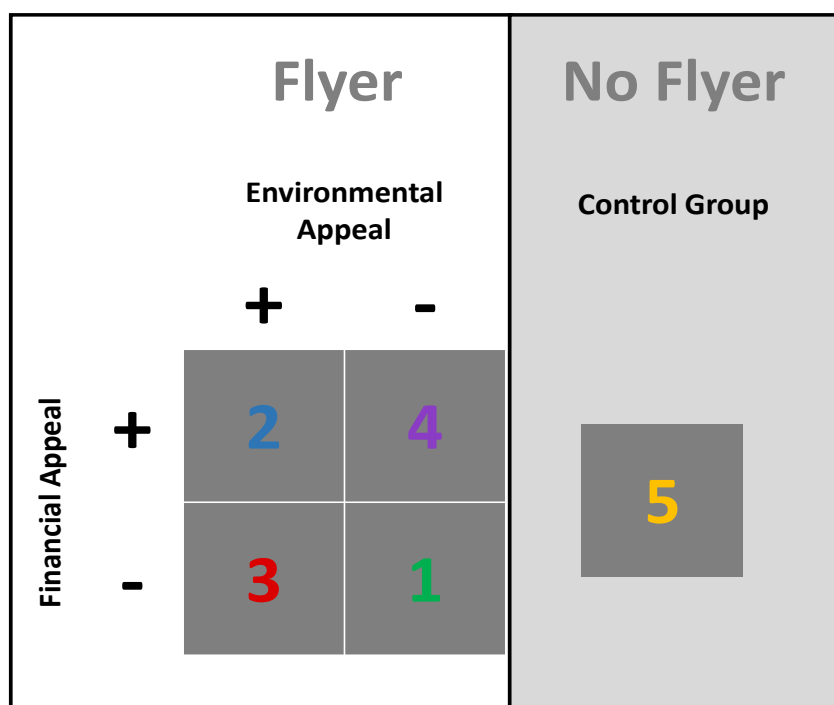 Flyer
No Flyer
Environmental
Appeal
Control Group
+ -
Financial Appeal
+ 2 4
- 3 1
5